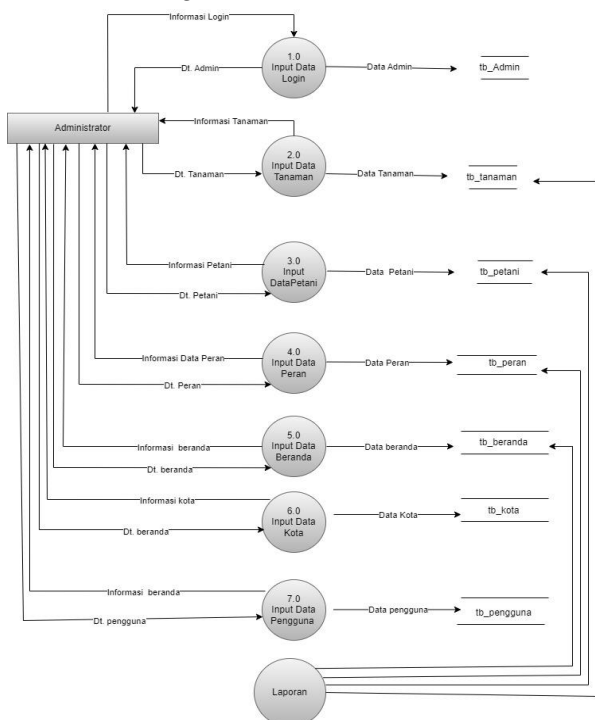 Informasi Login
1.0
Input Data
Login
Dt. Admin
Data Admin
tb_Admin
Administrator
Informasi Tanaman
2.0
Input Data
Tanaman
Dt. Tanaman
Data Tanaman
tb_tanaman
Informasi Petani
3.0
Input
DataPetani
Data Petani
tb_petani
Dt. Petani
Informasi Data Peran
4.0
Input Data
Peran
Data Peran
tb_peran
Dt. Peran
Informasi beranda
5.0
Input Data
Beranda
Data beranda
tb_beranda
Dt. beranda
Informasi kota
6.0
Input Data
Kota
Data Kota
tb_kota
Dt. beranda
Informasi beranda
7.0
Input Data
Pengguna
Data pengguna
tb_pengguna
Dt. pengguna
Laporan